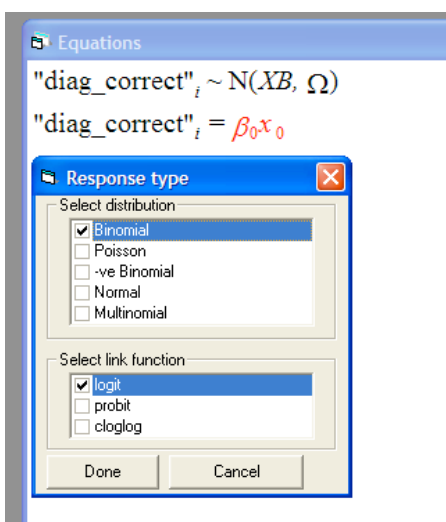 Equations
"diag_correct"i ~ N(XB, Ω)
"diag_correct"i = β0x0
Response type
Select distribution
Binomial
Poisson
-ve Binomial
Normal
Multinomial
Select link function
logit
probit
cloglog
Done Cancel